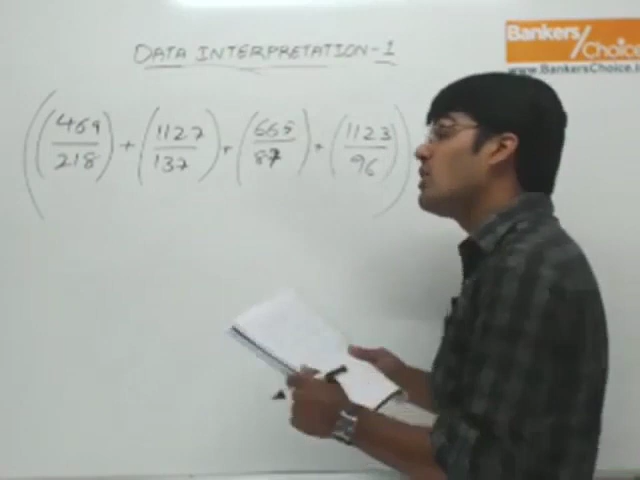 DATA INTERPRETATION-1
Bankers/Choice
www.BankersChoice.i
((469/218) + (1127/137) + (665/87) + (1123/96))